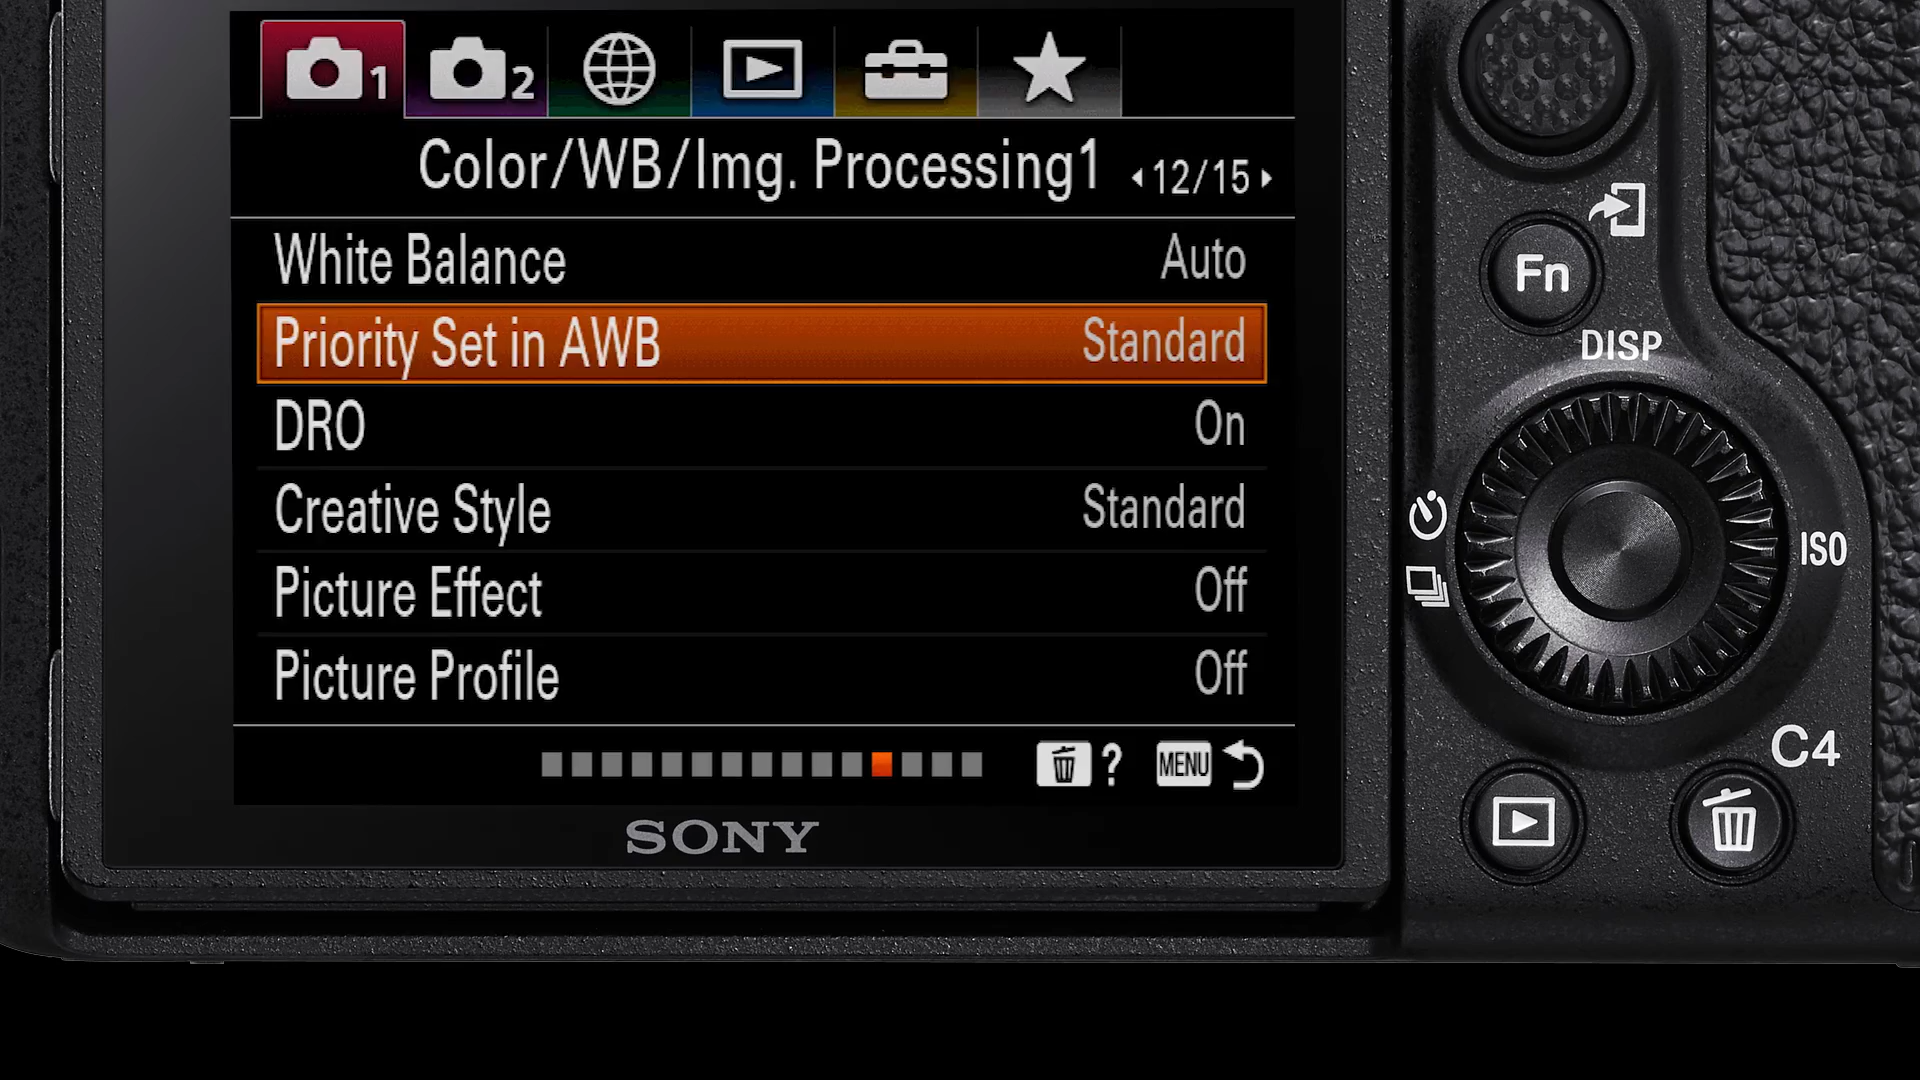 1 2
Color/WB/Img. Processing1 12/15
White Balance Auto
Priority Set in AWB Standard
DRO On
Creative Style Standard
Picture Effect Off
Picture Profile Off
? MENU
SONY
Fn
DISP
ISO
C4